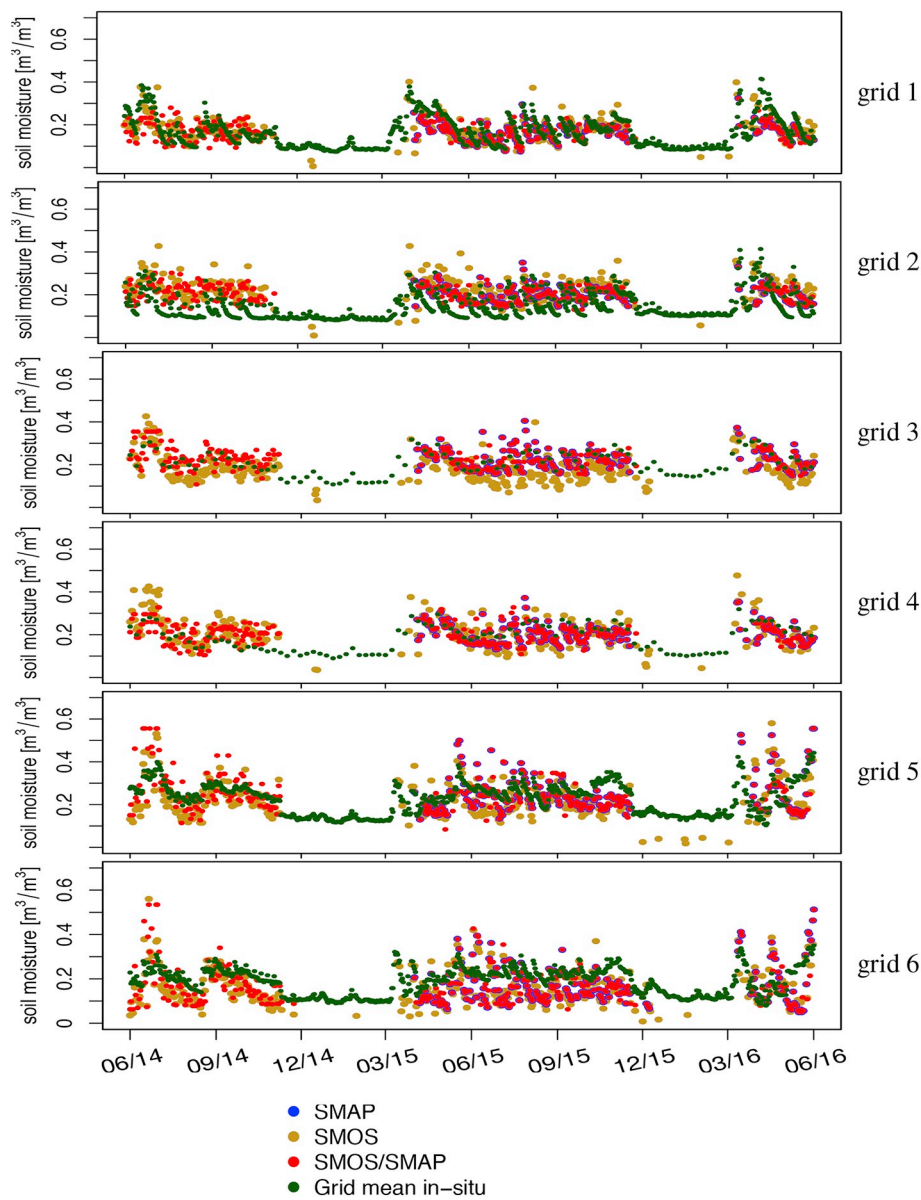 soil moisture [m³/m³]
0.2
0.4
0.6
grid 1
soil moisture [m³/m³]
0.2
0.4
0.6
grid 2
soil moisture [m³/m³]
0.2
0.4
0.6
grid 3
soil moisture [m³/m³]
0.2
0.4
0.6
grid 4
soil moisture [m³/m³]
0.2
0.4
0.6
grid 5
soil moisture [m³/m³]
0
0.2
0.4
0.6
grid 6
06/14 09/14 12/14 03/15 06/15 09/15 12/15 03/16 06/16
SMAP
SMOS
SMOS/SMAP
Grid mean in-situ